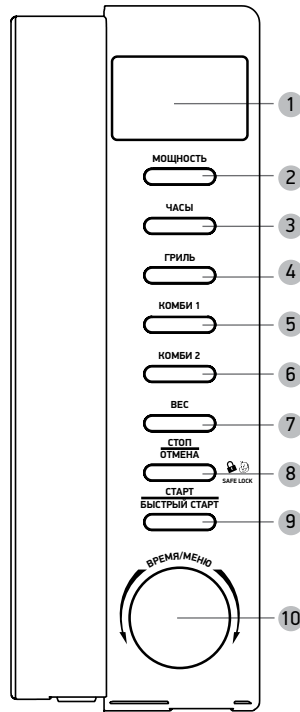 1
МОЩНОСТЬ
2
ЧАСЫ
3
ГРИЛЬ
4
КОМБИ 1
5
КОМБИ 2
6
ВЕС
7
СТОП
ОТМЕНА
8
SAFE LOCK
СТАРТ
БЫСТРЫЙ СТАРТ
9
ВРЕМЯ/МЕНЮ
10